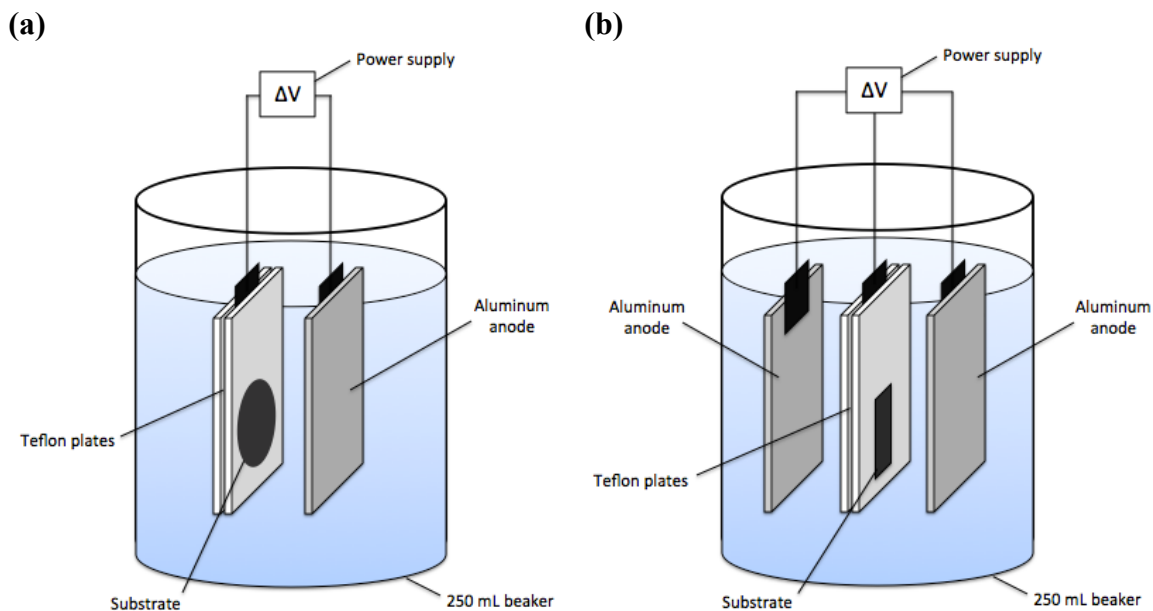 (a)
Power supply
ΔV
Aluminum
anode
Teflon plates
Substrate
250 mL beaker
(b)
Power supply
ΔV
Aluminum
anode
Aluminum
anode
Teflon plates
Substrate
250 mL beaker